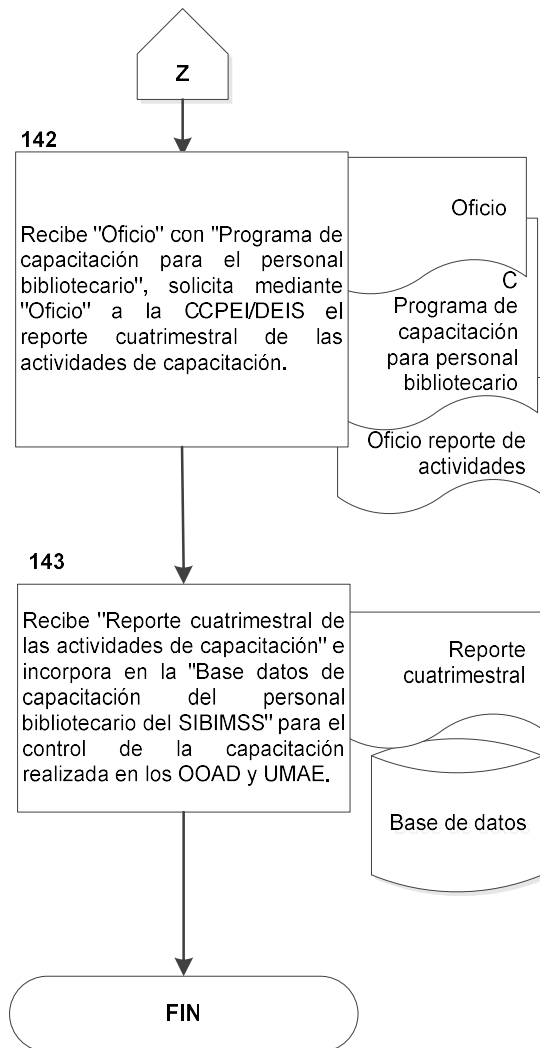 Z
142
Recibe "Oficio" con "Programa de
capacitación para el personal
bibliotecario", solicita mediante
"Oficio" a la CCPEI/DEIS el
reporte cuatrimestral de las
actividades de capacitación.
Oficio
C
Programa de
capacitación
para personal
bibliotecario
Oficio reporte de
actividades
143
Recibe "Reporte cuatrimestral de
las actividades de capacitación" e
incorpora en la "Base datos de
capacitación del personal
bibliotecario del SIBIMSS" para el
control de la capacitación
realizada en los OOAD y UMAE.
Reporte
cuatrimestral
Base de datos
FIN